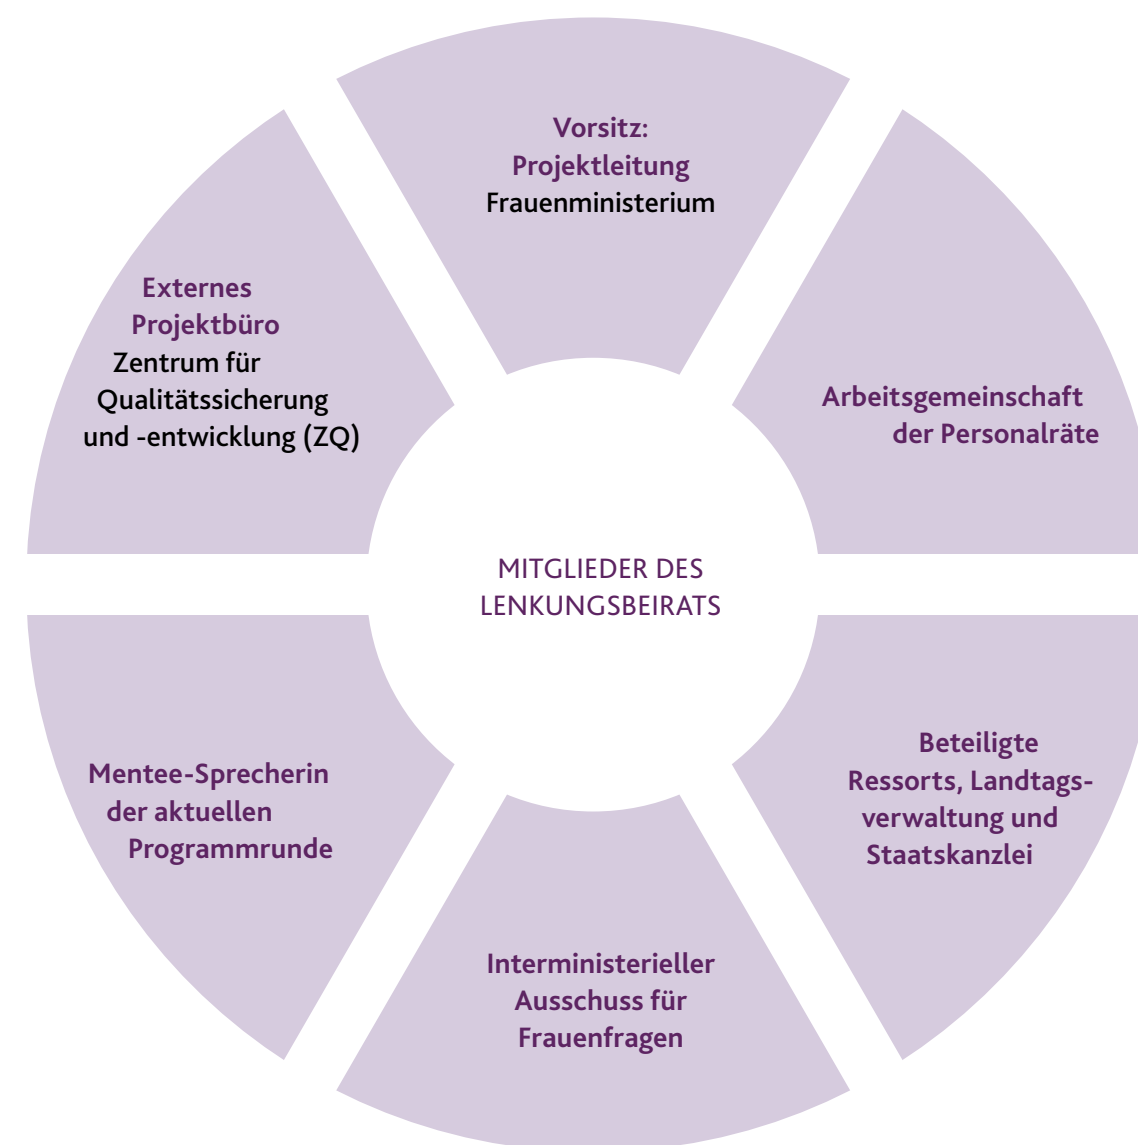 Vorsitz:
Projektleitung
Frauenministerium
Externes
Projektbüro
Zentrum für
Qualitätssicherung
und -entwicklung (ZQ)
Arbeitsgemeinschaft
der Personalräte
MITGLIEDER DES
LENKUNGSBEIRATS
Mentee-Sprecherin
der aktuellen
Programmrunde
Beteiligte
Ressorts, Landtags-
verwaltung und
Staatskanzlei
Interministerieller
Ausschuss für
Frauenfragen